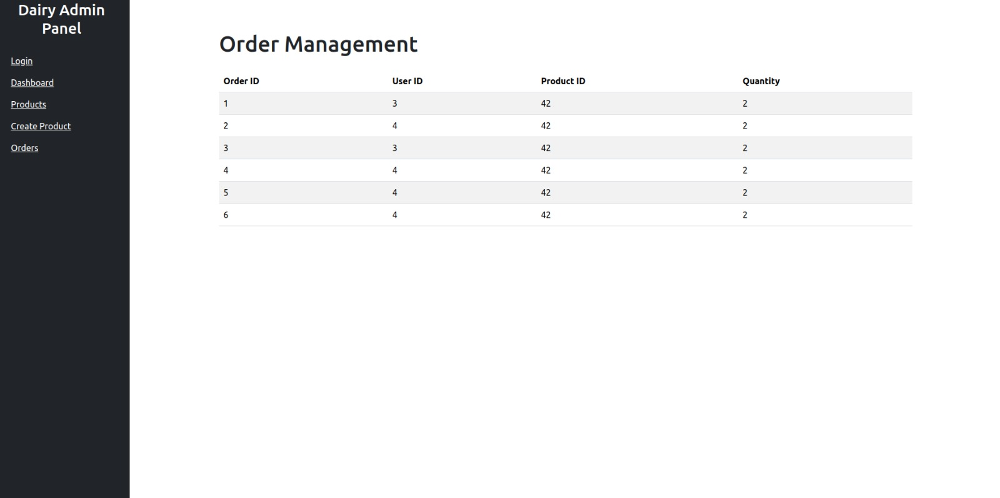 Dairy Admin
Panel
Login
Dashboard
Products
Create Product
Orders
Order Management
Order ID User ID Product ID Quantity
1 3 42 2
2 4 42 2
3 3 42 2
4 4 42 2
5 4 42 2
6 4 42 2